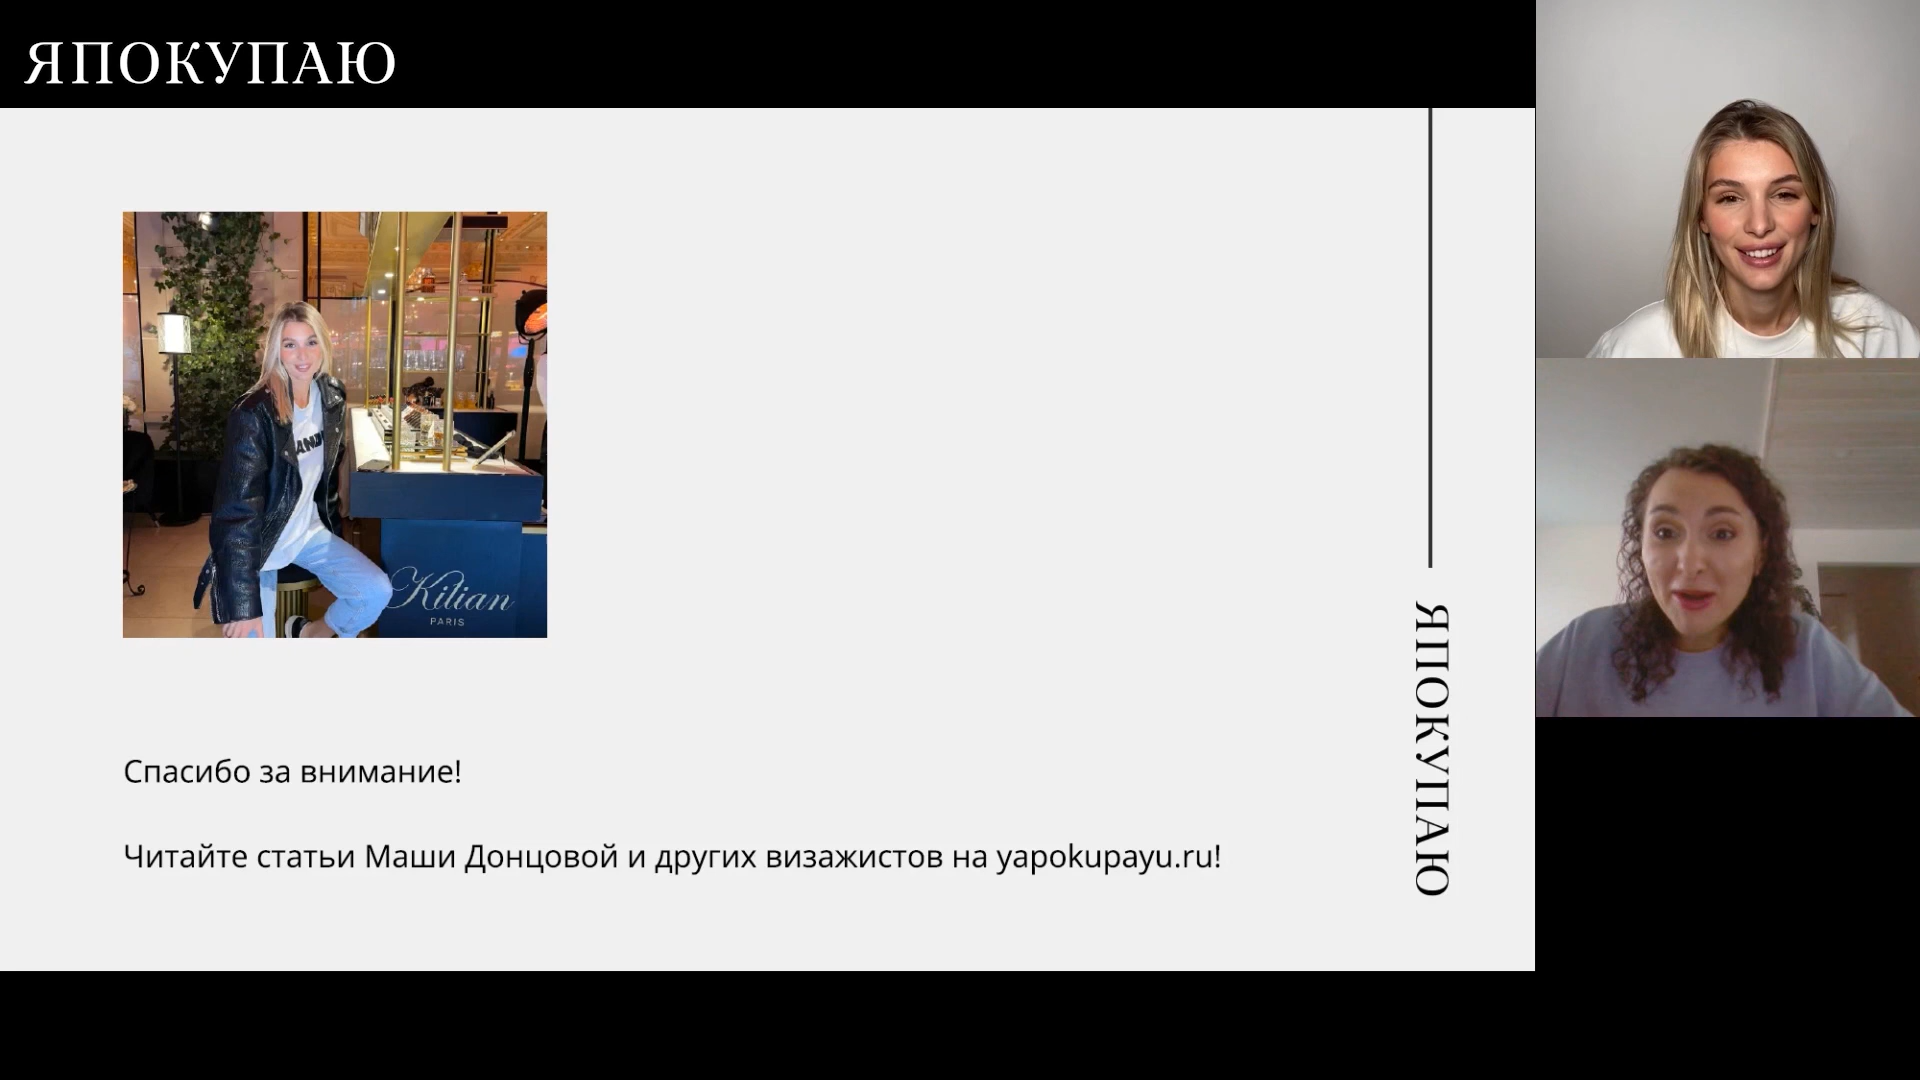 ЯПОКУПАЮ
Kilian
PARIS
Спасибо за внимание!
Читайте статьи Маши Донцовой и других визажистов на yapokupayu.ru!
ЯПОКУПАЮ